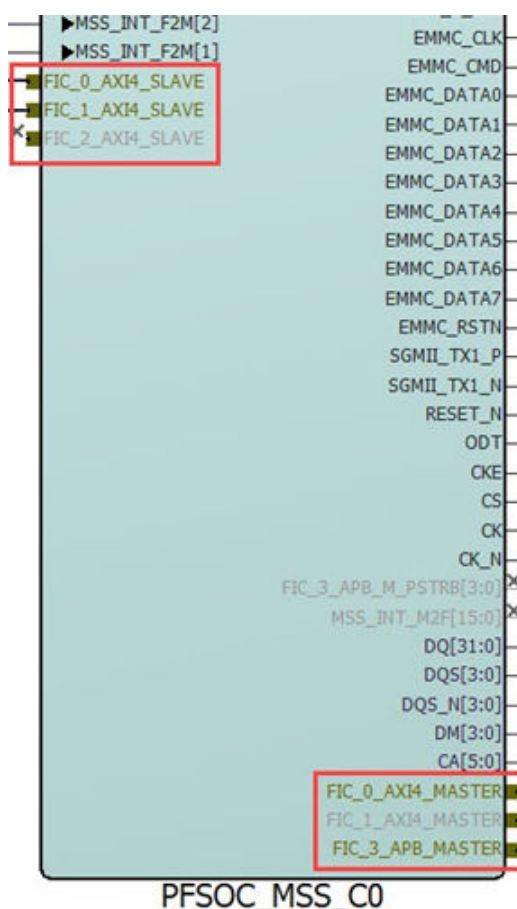 MSS_INT_F2M[2]
MSS_INT_F2M[1]
FIC_0_AXI4_SLAVE
FIC_1_AXI4_SLAVE
FIC_2_AXI4_SLAVE
EMMC_CLK
EMMC_CMD
EMMC_DATA0
EMMC_DATA1
EMMC_DATA2
EMMC_DATA3
EMMC_DATA4
EMMC_DATA5
EMMC_DATA6
EMMC_DATA7
EMMC_RSTN
SGMII_TX1_P
SGMII_TX1_N
RESET_N
ODT
CKE
CS
CK
CK_N
FIC_3_APB_M_PSTRB[3:0]
MSS_INT_M2F[15:0]
DQ[31:0]
DQS[3:0]
DQS_N[3:0]
DM[3:0]
CA[5:0]
FIC_0_AXI4_MASTER
FIC_1_AXI4_MASTER
FIC_3_APB_MASTER
PFSOC_MSS_C0